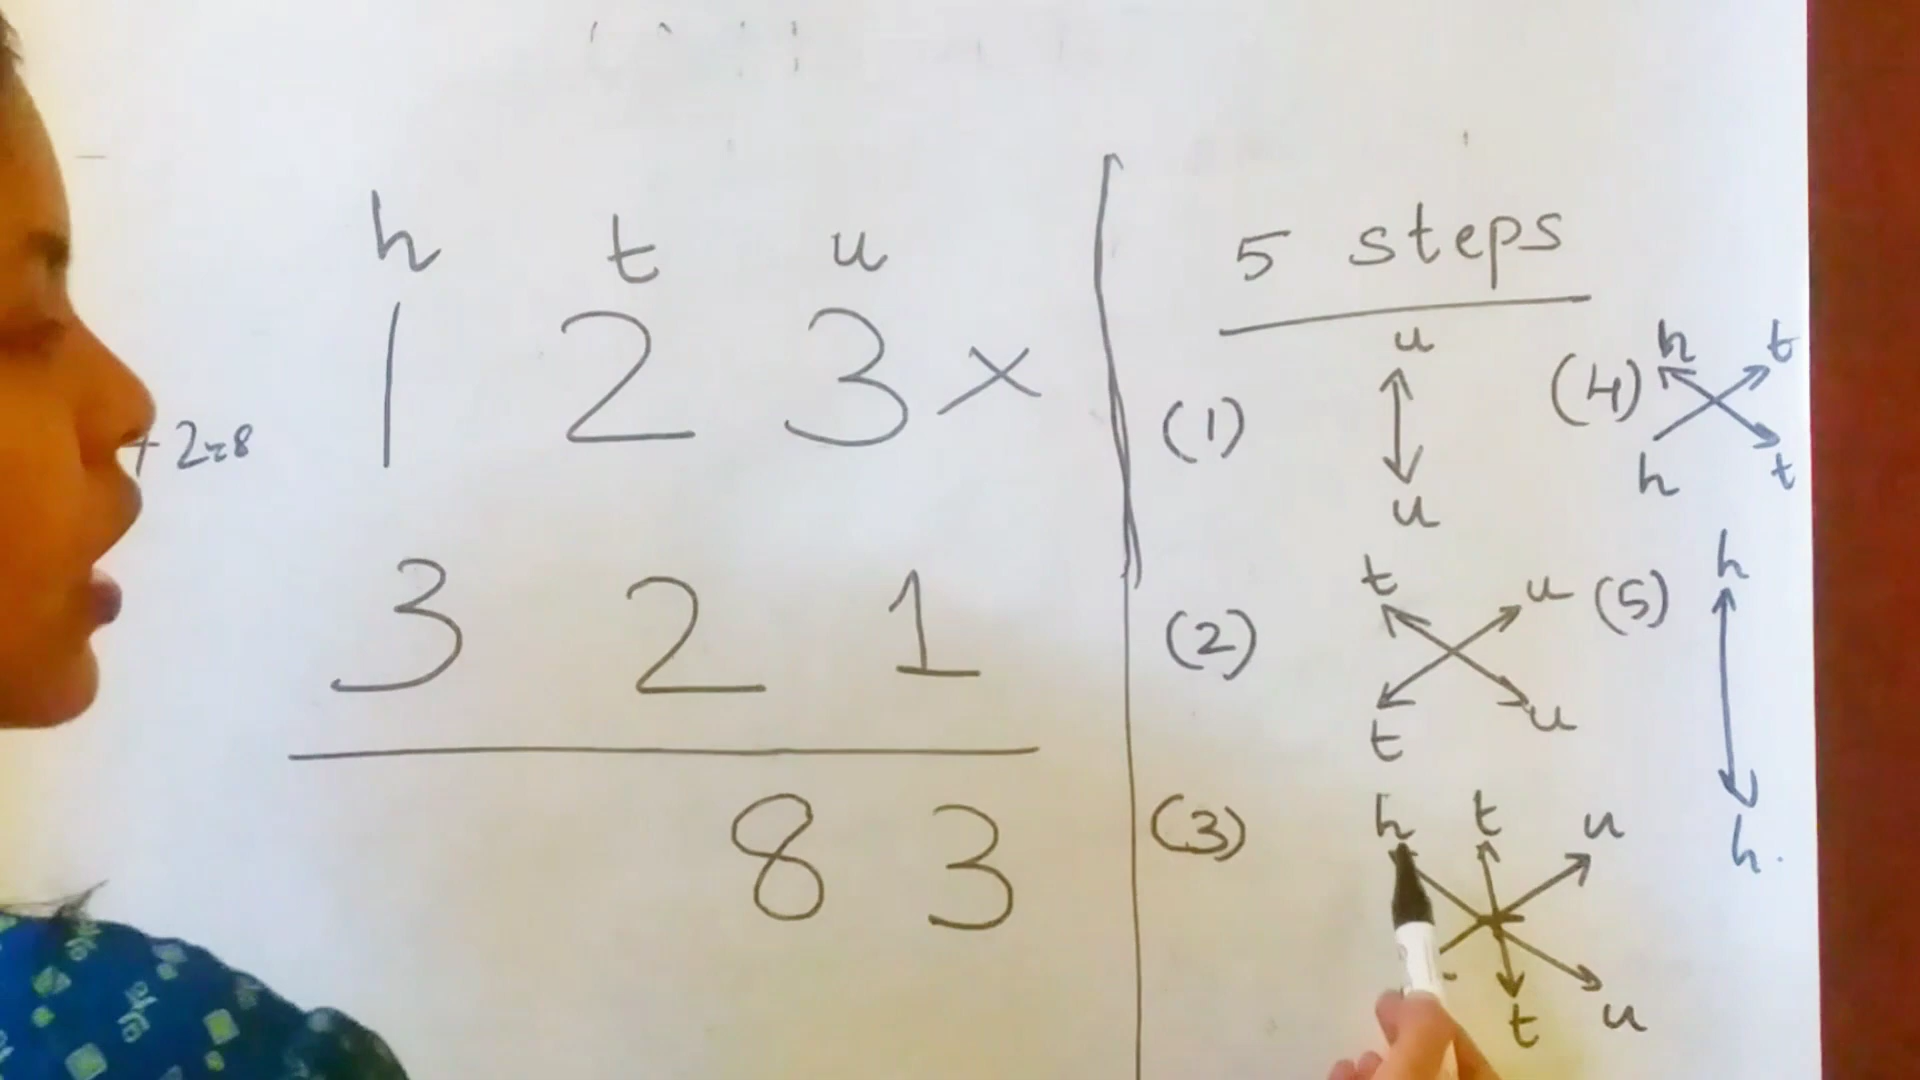 h t u
1 2 3 ×
+ 2=8
3 2 1
8 3
5 steps
(1) u
u
(2) t u
t u
(3) h t u
t u
(4) h t
h t
(5) h
h.